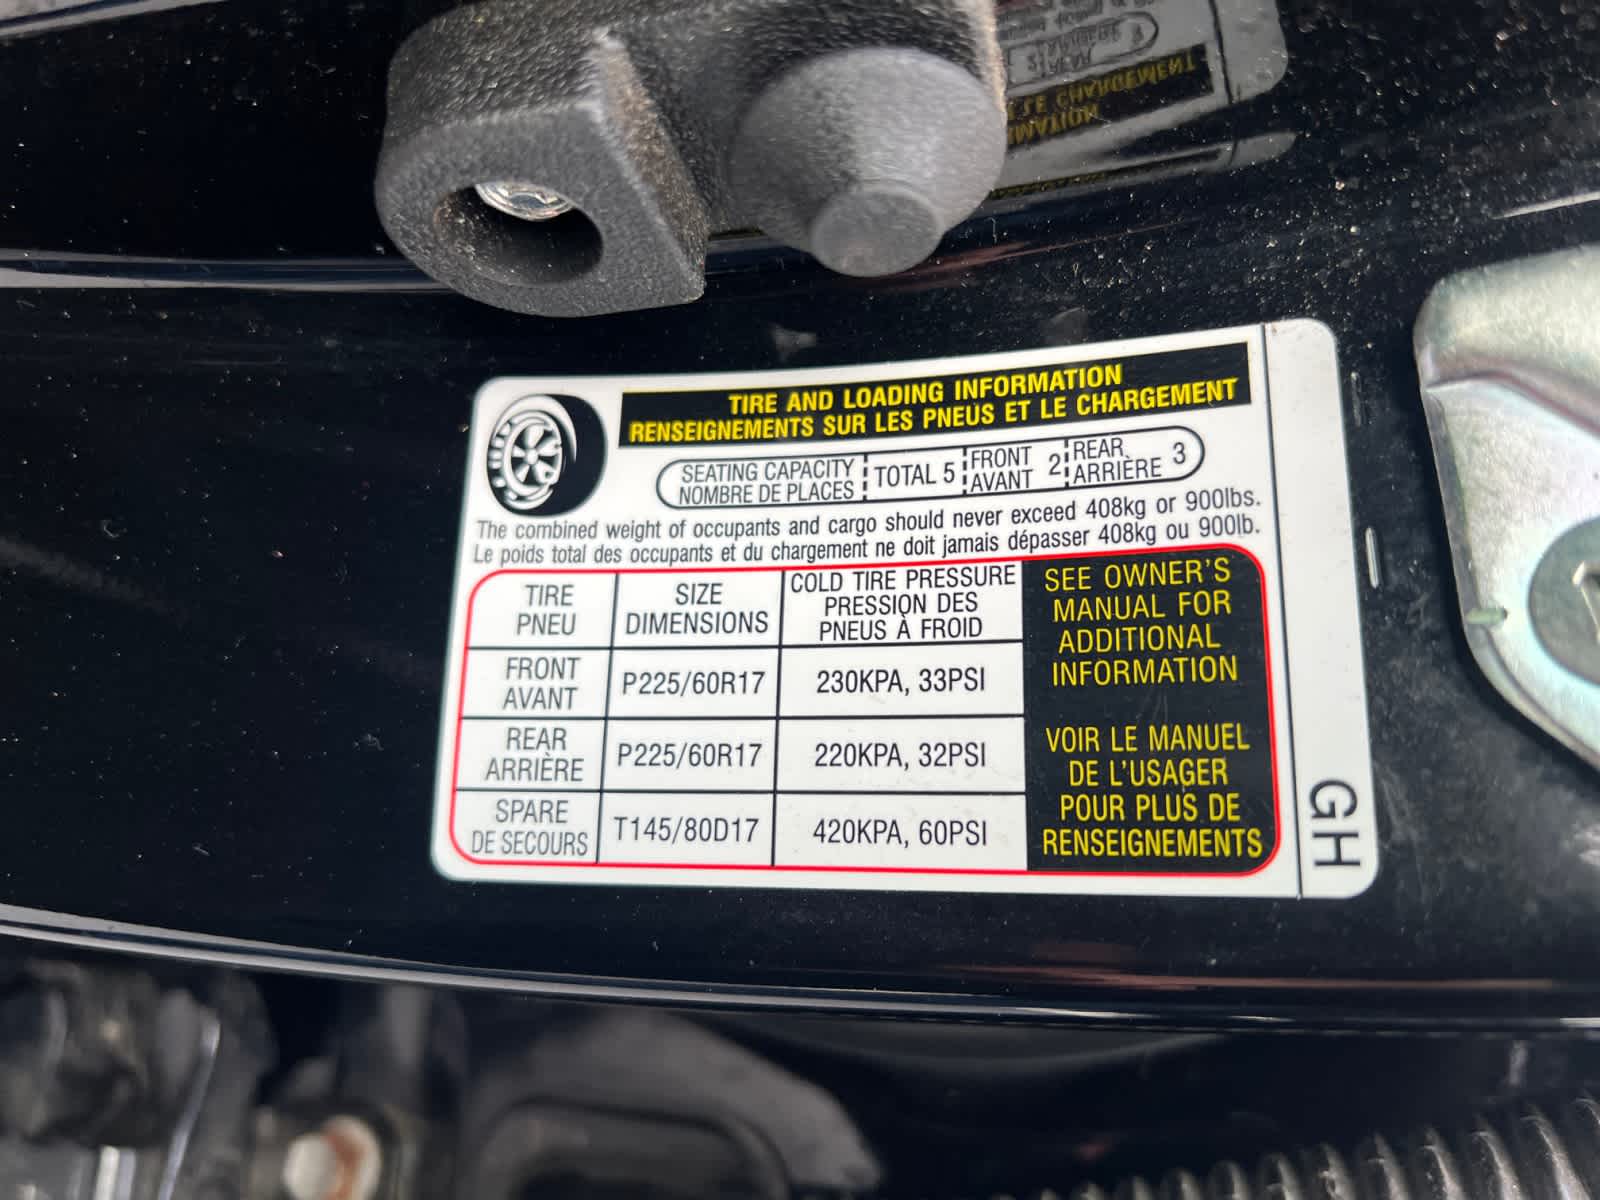 TIRE AND LOADING INFORMATION
RENSEIGNEMENTS SUR LES PNEUS ET LE CHARGEMENT
SEATING CAPACITY
NOMBRE DE PLACES
TOTAL 5
FRONT
AVANT
2
REAR
ARRIÈRE
3
The combined weight of occupants and cargo should never exceed 408kg or 900lbs.
Le poids total des occupants et du chargement ne doit jamais dépasser 408kg ou 900lb.
TIRE
PNEU
SIZE
DIMENSIONS
COLD TIRE PRESSURE
PRESSION DES
PNEUS À FROID
FRONT
AVANT
P225/60R17
230KPA, 33PSI
REAR
ARRIÈRE
P225/60R17
220KPA, 32PSI
SPARE
DE SECOURS
T145/80D17
420KPA, 60PSI
SEE OWNER'S
MANUAL FOR
ADDITIONAL
INFORMATION
VOIR LE MANUEL
DE L'USAGER
POUR PLUS DE
RENSEIGNEMENTS
GH